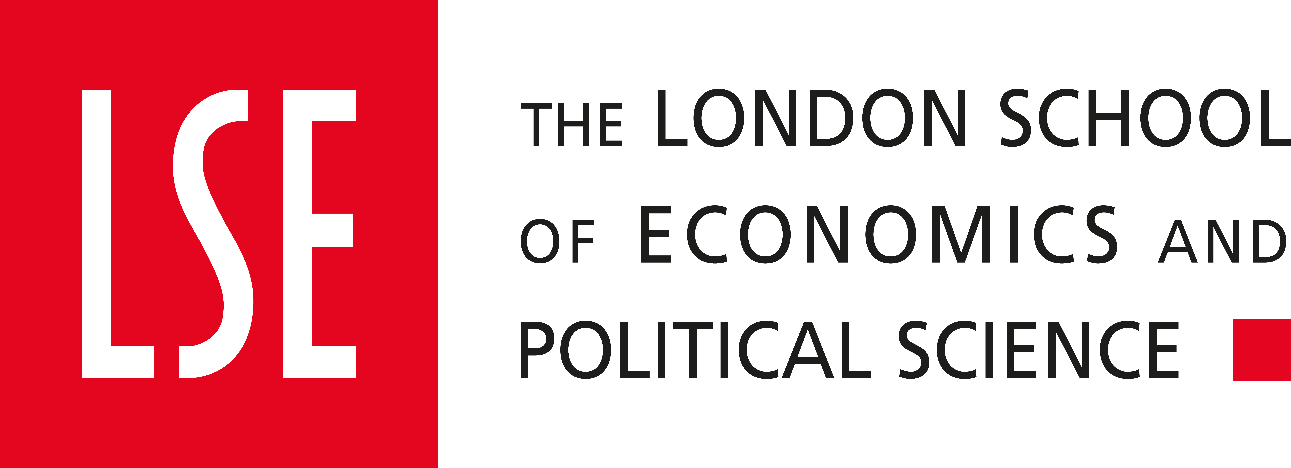 LSE
THE LONDON SCHOOL
OF ECONOMICS AND
POLITICAL SCIENCE